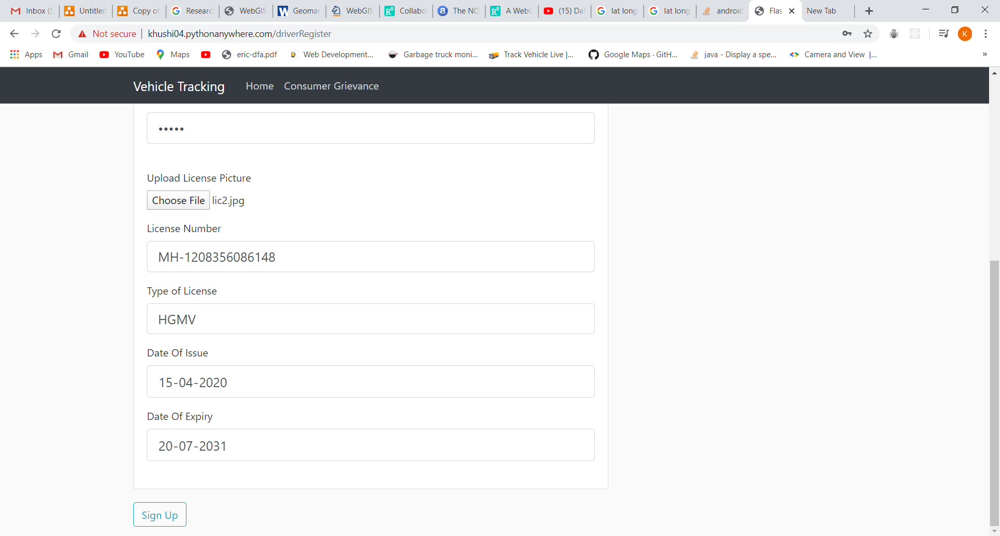 Inbox (5 Untitled Copy of Researc WebGIS Geomar WebGIS Collabo The NO A WebG (15) Dat lat long lat long android Flas New Tab
Not secure khushi04.pythonanywhere.com/driverRegister K
Apps Gmail YouTube Maps eric-dfa.pdf Web Development... Garbage truck moni... Track Vehicle Live |... Google Maps · GitH... java - Display a spe... Camera and View |... »
Vehicle Tracking Home Consumer Grievance
•••••
Upload License Picture
Choose File lic2.jpg
License Number
MH-1208356086148
Type of License
HGMV
Date Of Issue
15-04-2020
Date Of Expiry
20-07-2031
Sign Up